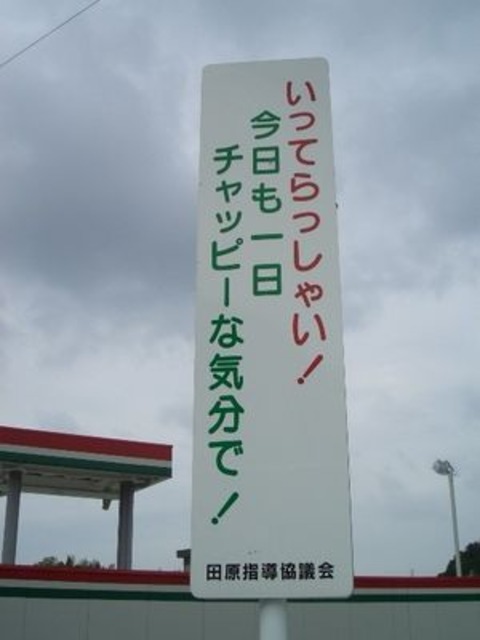 いってらっしゃい！
今日も一日
チャッピーな気分で！
田原指導協議会